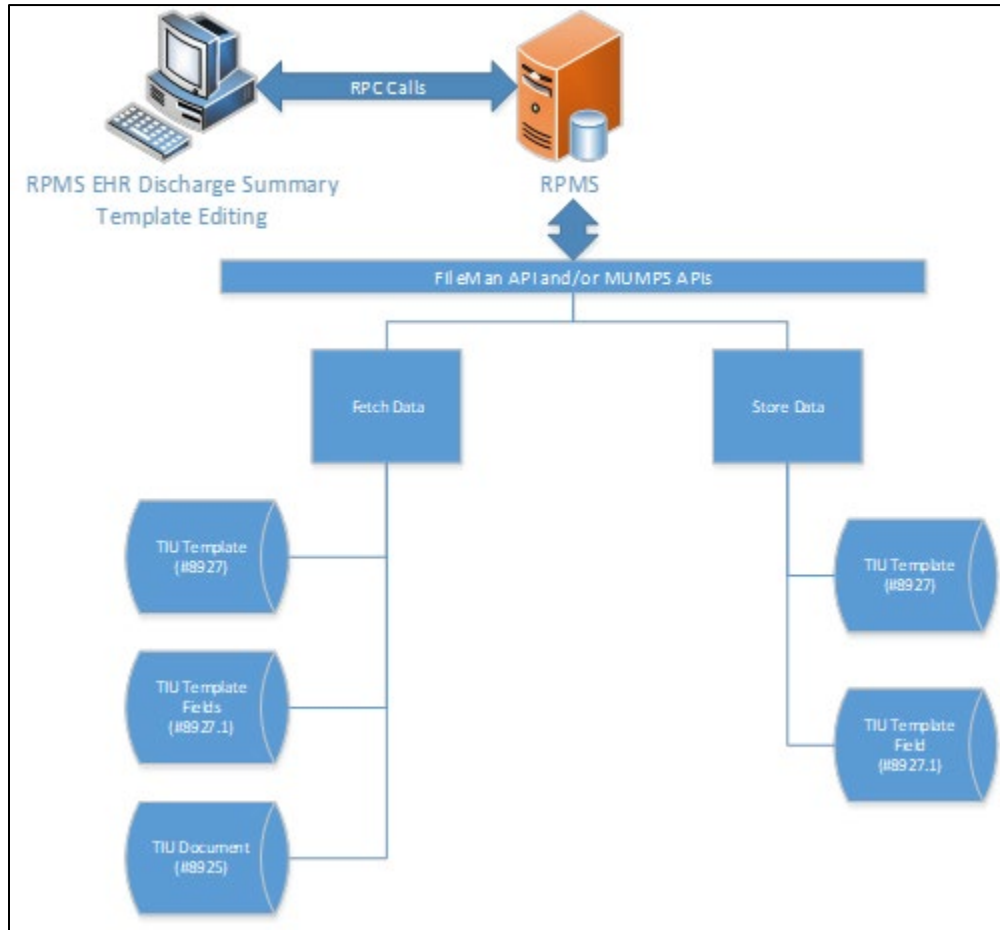 RPC Calls
RPMS EHR Discharge Summary
Template Editing
RPMS
FileMan API and/or MUMPS APIs
Fetch Data
Store Data
TIU Template
(#8927)
TIU Template
Fields
(#8927.1)
TIU Document
(#8925)
TIU Template
(#8927)
TIU Template
Field
(#8927.1)